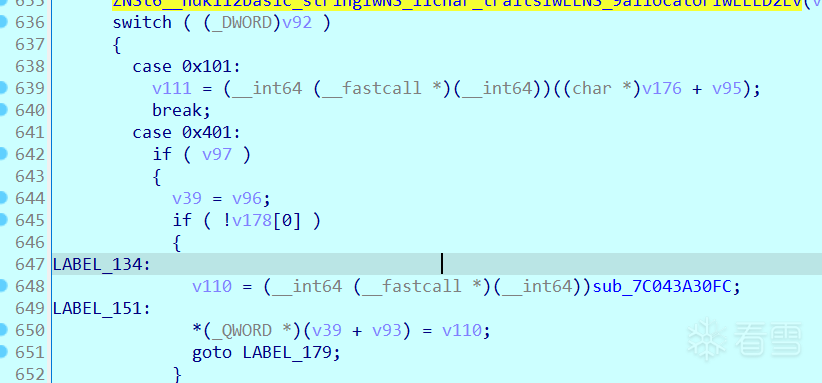 635 ZNSt6__ndk112basic_stringIwNS_11char_traitsIwEENS_9allocatorIwEEED2Ev(v
636 switch ( (_DWORD)v92 )
637 {
638 case 0x101:
639 v111 = (__int64 (__fastcall *)(__int64))((char *)v176 + v95);
640 break;
641 case 0x401:
642 if ( v97 )
643 {
644 v39 = v96;
645 if ( !v178[0] )
646 {
647 LABEL_134:
648 v110 = (__int64 (__fastcall *)(__int64))sub_7C043A30FC;
649 LABEL_151:
650 *(_QWORD *)(v39 + v93) = v110;
651 goto LABEL_179;
652 }
看雪